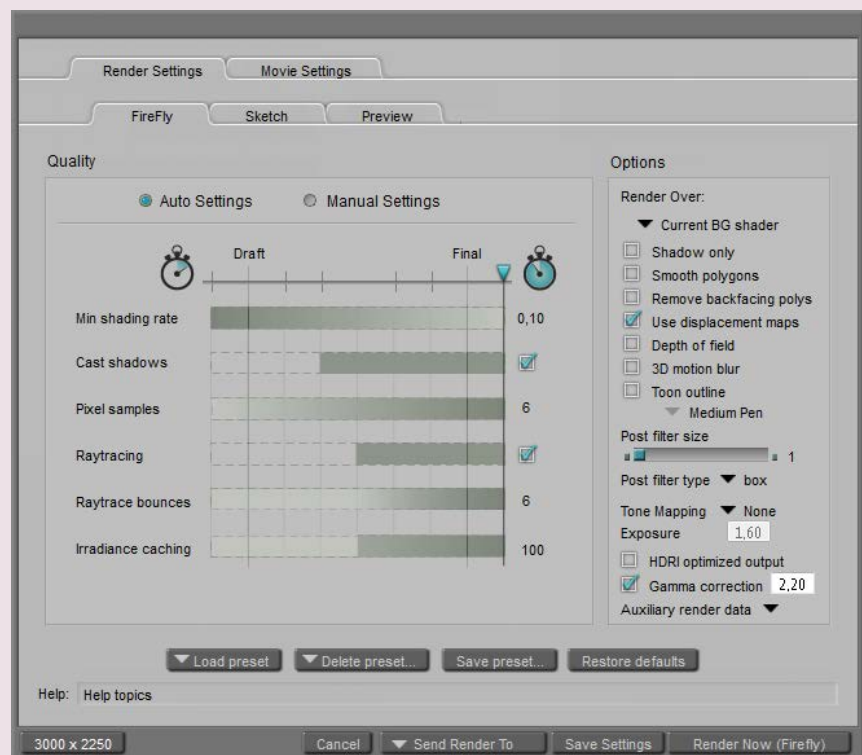 Render Settings
Movie Settings
FireFly
Sketch
Preview
Quality
Auto Settings
Manual Settings
Draft
Final
Min shading rate
0,10
Cast shadows
Pixel samples
6
Raytracing
Raytrace bounces
6
Irradiance caching
100
Options
Render Over:
Current BG shader
Shadow only
Smooth polygons
Remove backfacing polys
Use displacement maps
Depth of field
3D motion blur
Toon outline
Medium Pen
Post filter size
1
Post filter type box
Tone Mapping None
Exposure 1,60
HDRI optimized output
Gamma correction 2,20
Auxiliary render data
Load preset
Delete preset...
Save preset...
Restore defaults
Help: Help topics
3000 x 2250
Cancel
Send Render To
Save Settings
Render Now (Firefly)